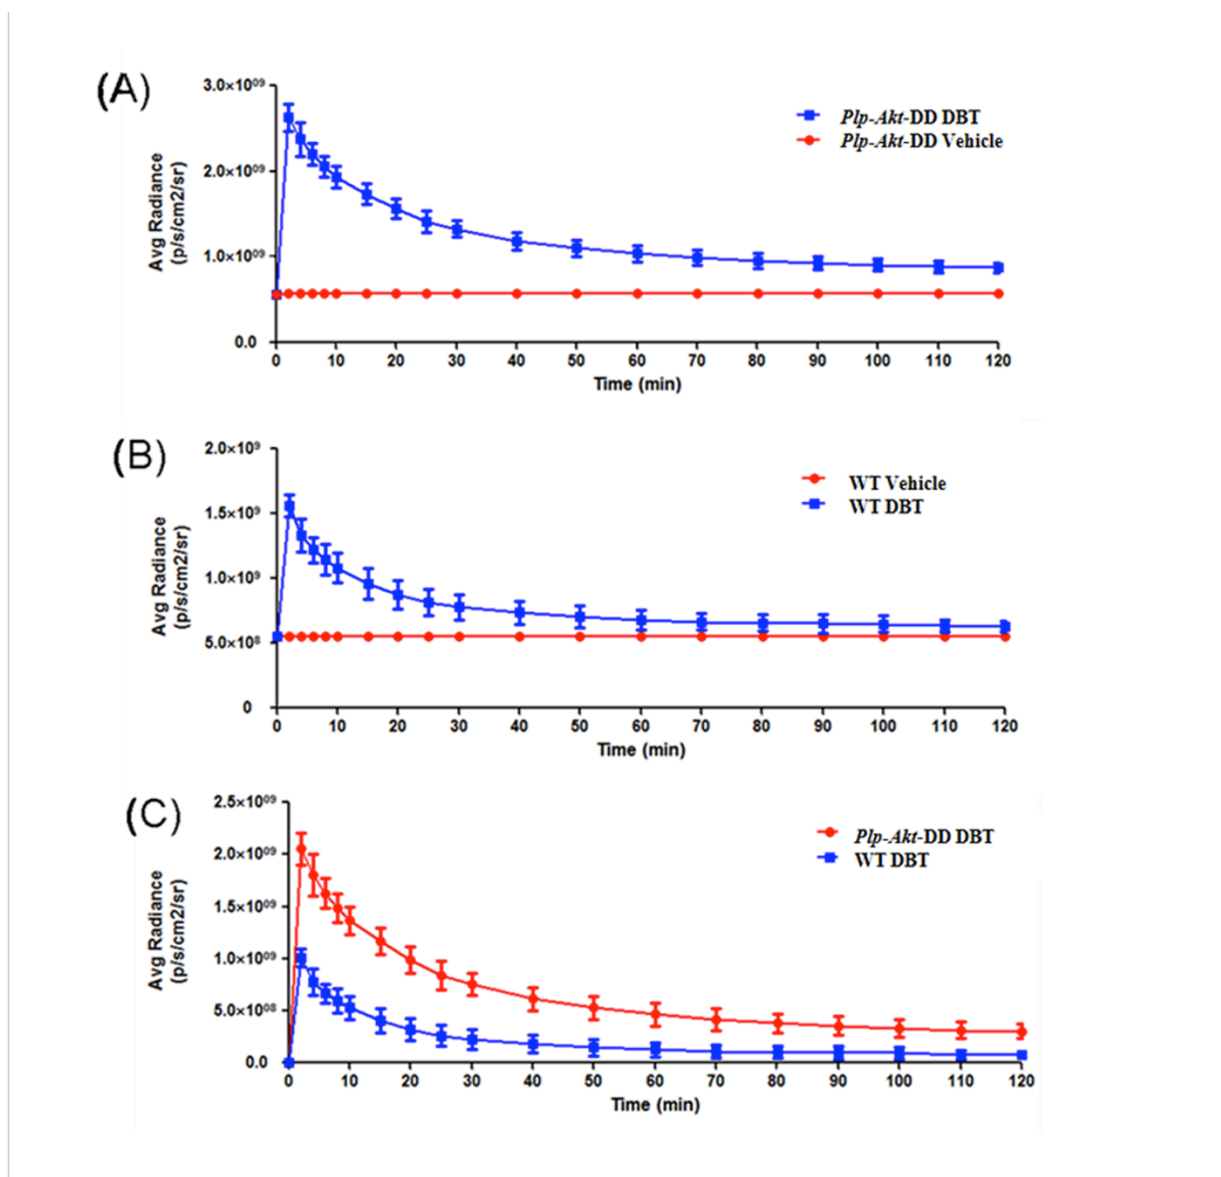 (A)
3.0×10⁰⁹
2.0×10⁰⁹
1.0×10⁰⁹
0.0
Avg Radiance
(p/s/cm2/sr)
Plp-Akt-DD DBT
Plp-Akt-DD Vehicle
0 10 20 30 40 50 60 70 80 90 100 110 120
Time (min)
(B)
2.0×10⁹
1.5×10⁹
1.0×10⁹
5.0×10⁸
0
Avg Radiance
(p/s/cm2/sr)
WT Vehicle
WT DBT
0 10 20 30 40 50 60 70 80 90 100 110 120
Time (min)
(C)
2.5×10⁰⁹
2.0×10⁰⁹
1.5×10⁰⁹
1.0×10⁰⁹
5.0×10⁰⁸
0.0
Avg Radiance
(p/s/cm2/sr)
Plp-Akt-DD DBT
WT DBT
0 10 20 30 40 50 60 70 80 90 100 110 120
Time (min)